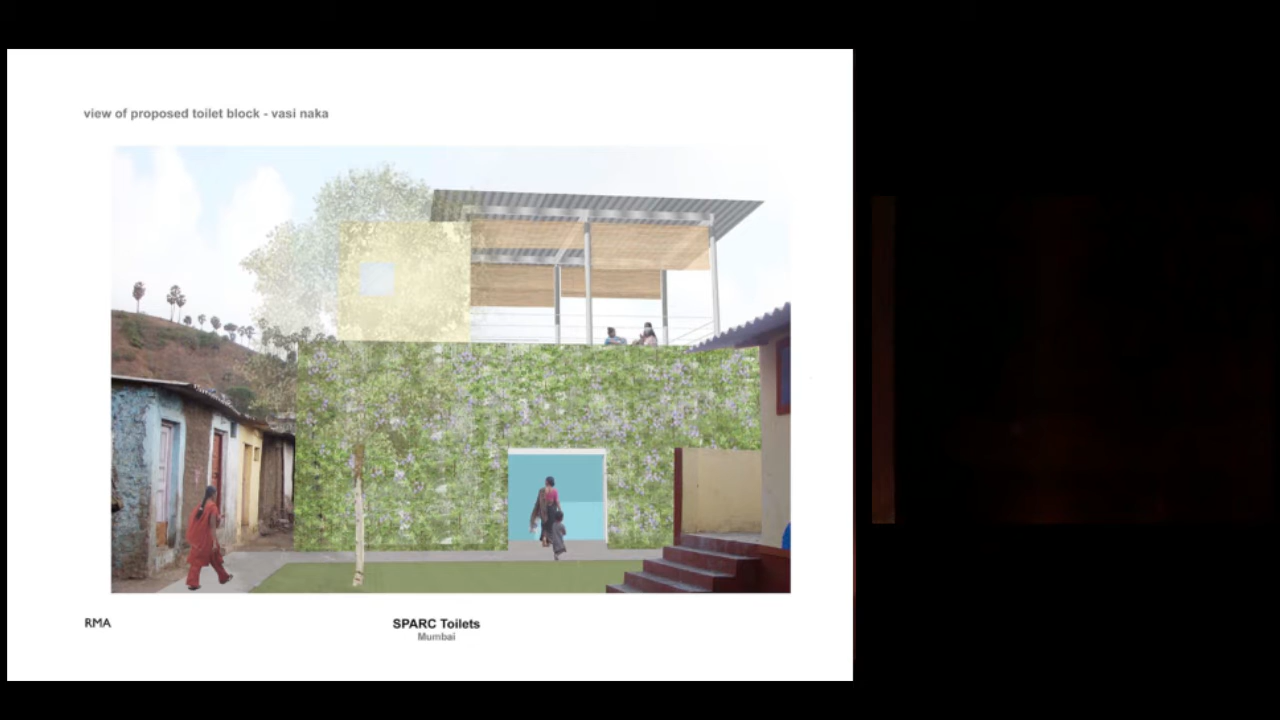 view of proposed toilet block - vasi naka
RMA
SPARC Toilets
Mumbai